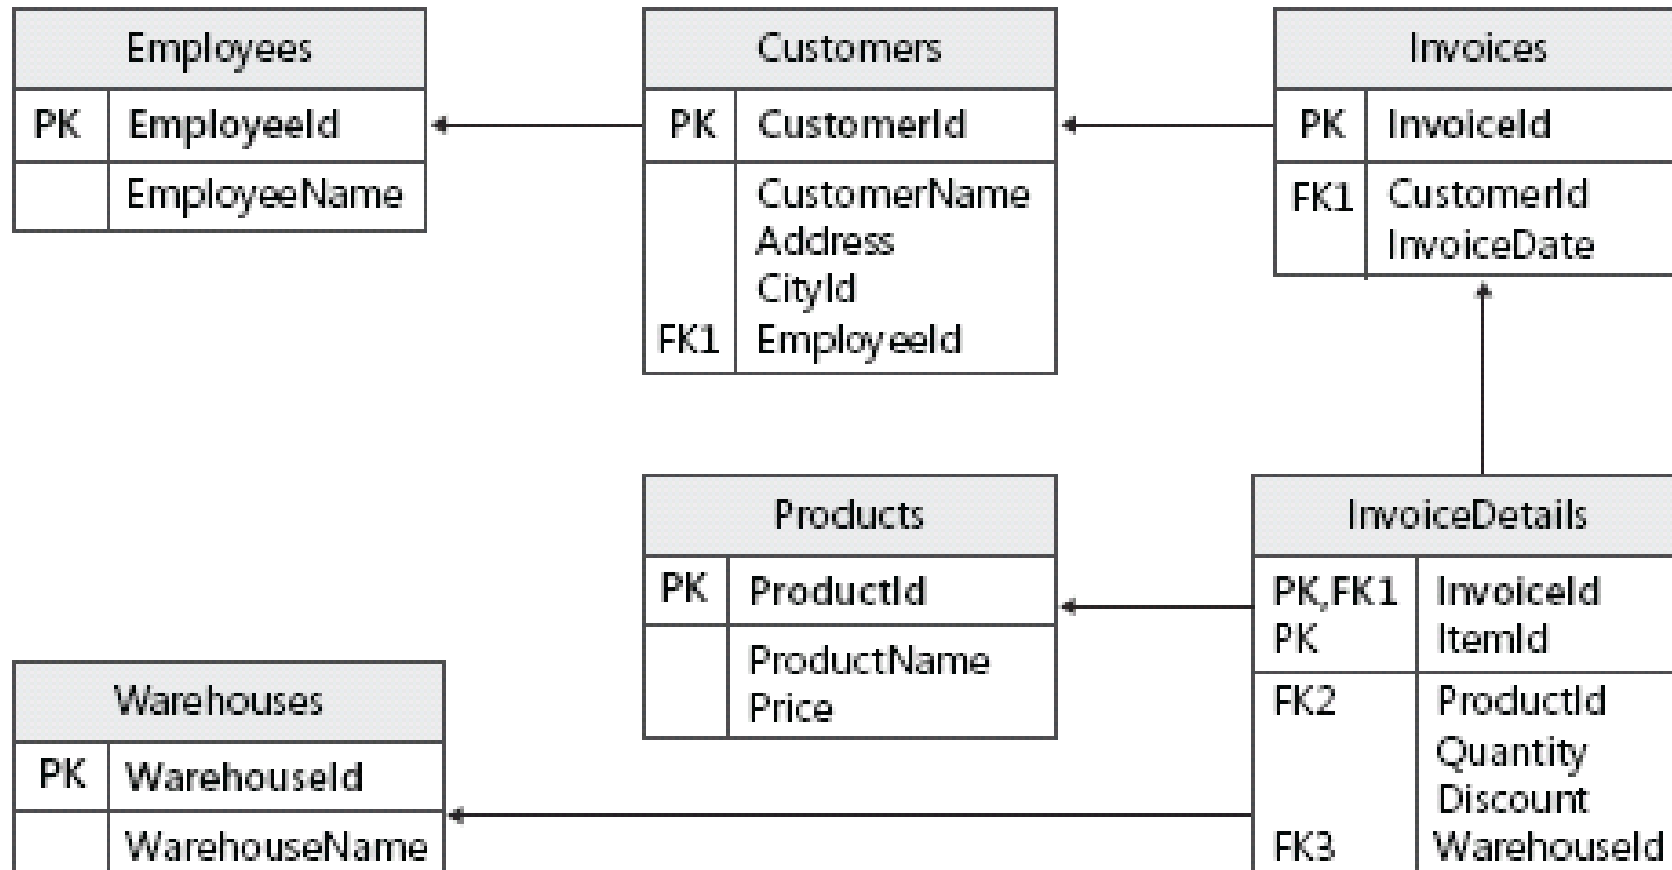 Employees
PK EmployeeId
EmployeeName
Customers
PK CustomerId
CustomerName
Address
CityId
FK1 EmployeeId
Invoices
PK InvoiceId
FK1 CustomerId
InvoiceDate
Products
PK ProductId
ProductName
Price
InvoiceDetails
PK,FK1 InvoiceId
PK ItemId
FK2 ProductId
Quantity
Discount
FK3 WarehouseId
Warehouses
PK WarehouseId
WarehouseName